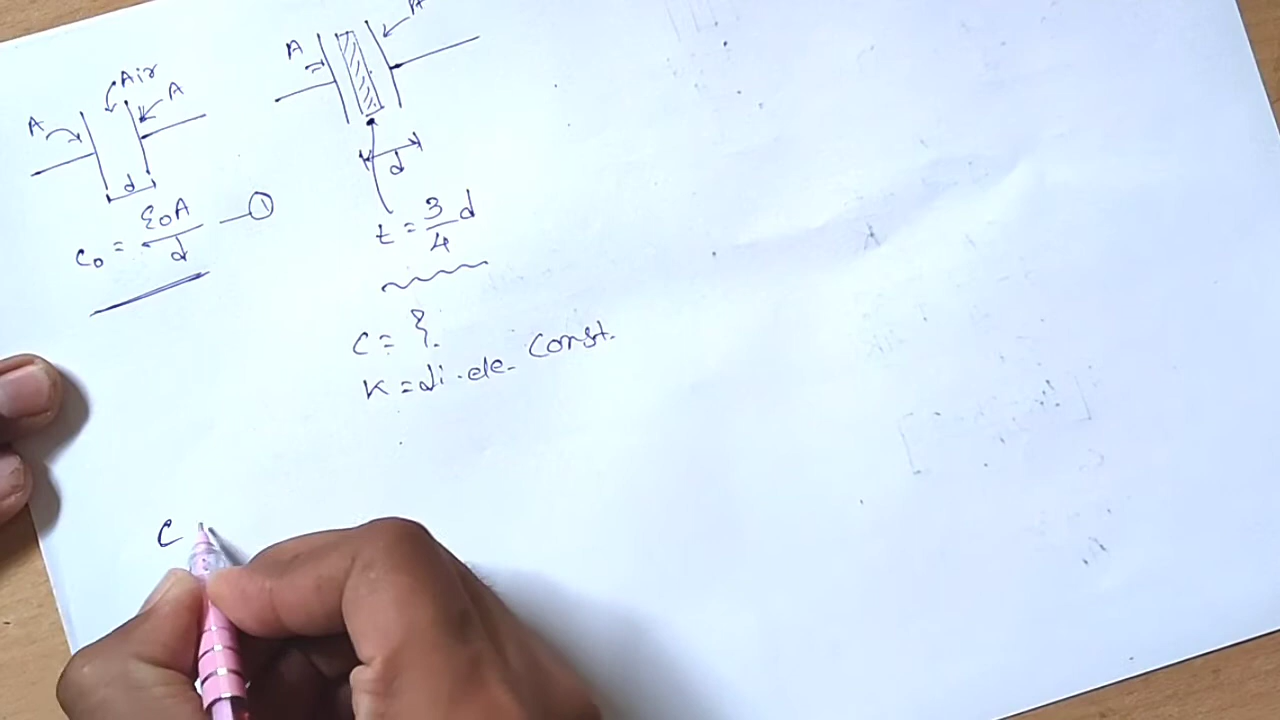 Air
A
A
d
C₀ = ε₀A/d —①
A
A
d
t = 3/4 d
C = ?.
K = di.ele. Const.
C